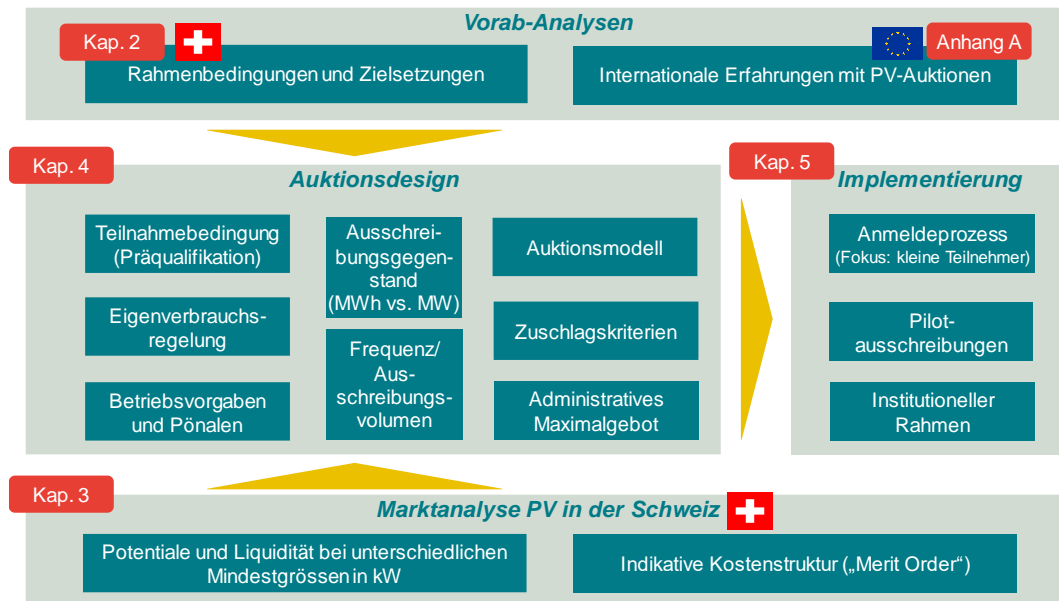 Vorab-Analysen
Kap. 2
Anhang A
Rahmenbedingungen und Zielsetzungen
Internationale Erfahrungen mit PV-Auktionen
Kap. 4
Auktionsdesign
Teilnahmebedingung
(Präqualifikation)
Eigenverbrauchs-
regelung
Betriebsvorgaben
und Pönalen
Ausschrei-
bungsgegen-
stand
(MWh vs. MW)
Frequenz/
Aus-
schreibungs-
volumen
Auktionsmodell
Zuschlagskriterien
Administratives
Maximalgebot
Kap. 5
Implementierung
Anmeldeprozess
(Fokus: kleine Teilnehmer)
Pilot-
ausschreibungen
Institutioneller
Rahmen
Kap. 3
Marktanalyse PV in der Schweiz
Potentiale und Liquidität bei unterschiedlichen
Mindestgrössen in kW
Indikative Kostenstruktur („Merit Order“)